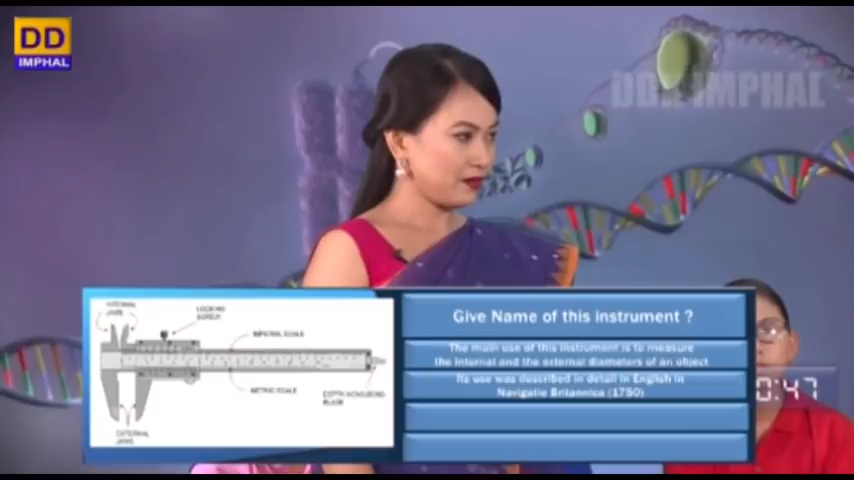 DD
IMPHAL
DD IMPHAL
INTERNAL
JAWS
LOCKING
SCREW
IMPERIAL SCALE
METRIC SCALE
DEPTH MEASURING
BLADE
EXTERNAL
JAWS
Give Name of this instrument ?
The main use of this instrument is to measure
the internal and the external diameters of an object
Its use was described in detail in English in
Navigatio Britannica (1750)
0:47